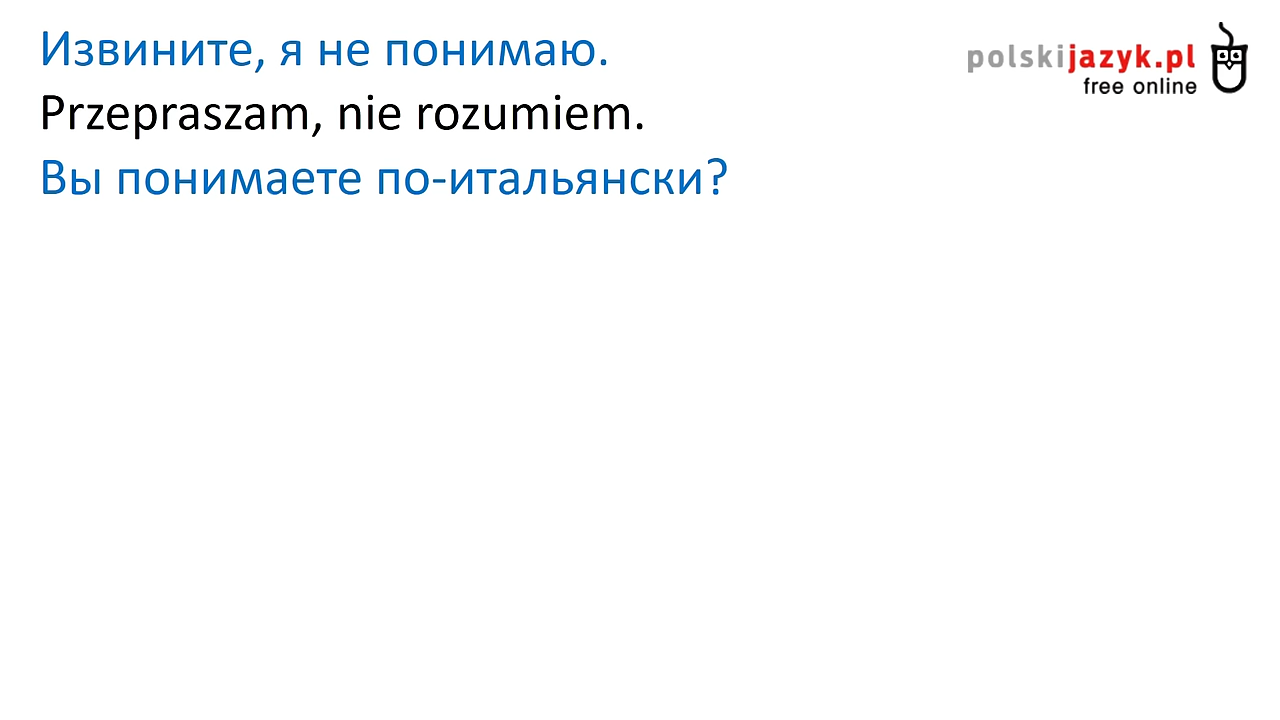 Извините, я не понимаю.
Przepraszam, nie rozumiem.
Вы понимаете по-итальянски?
polskijazyk.pl
free online